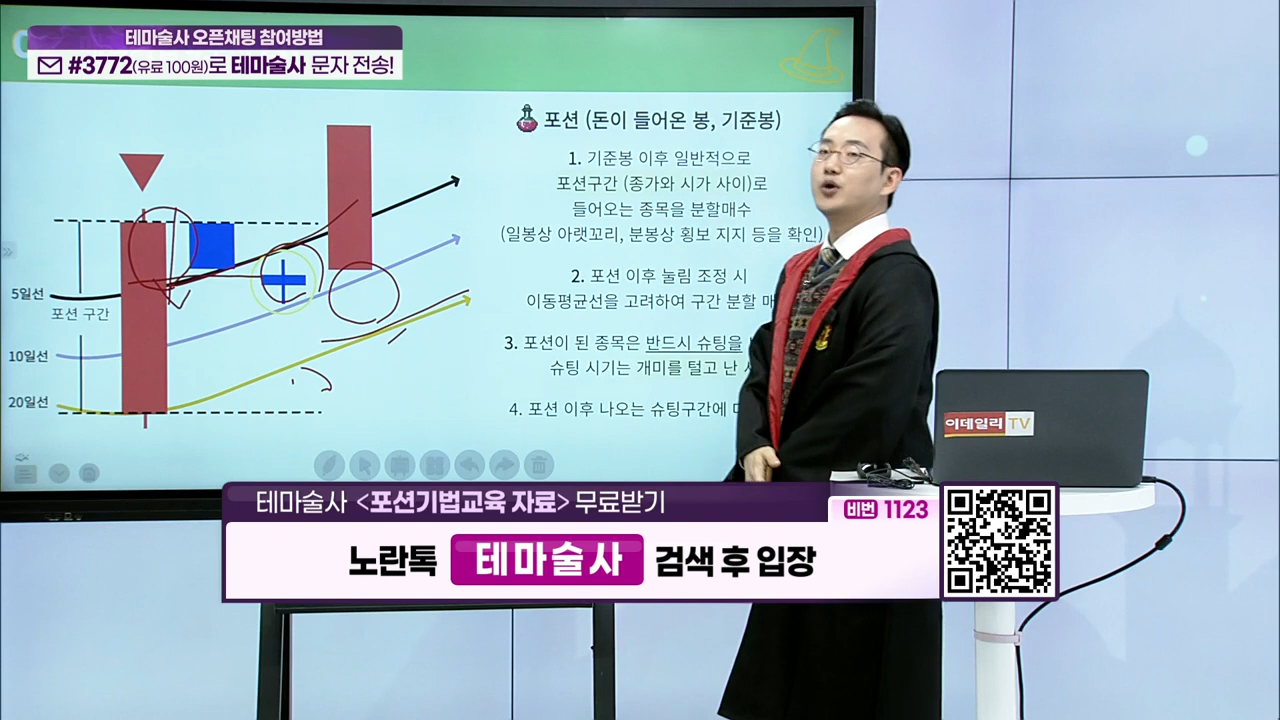 테마술사 오픈채팅 참여방법
#3772(유료 100원)로 테마술사 문자 전송!
포션 (돈이 들어온 봉, 기준봉)
1. 기준봉 이후 일반적으로
포션구간 (종가와 시가 사이)로
들어오는 종목을 분할매수
(일봉상 아랫꼬리, 분봉상 횡보 지지 등을 확인)
2. 포션 이후 눌림 조정 시
이동평균선을 고려하여 구간 분할 매
3. 포션이 된 종목은 반드시 슈팅을
슈팅 시기는 개미를 털고 난
4. 포션 이후 나오는 슈팅구간에
5일선
포션 구간
10일선
20일선
이데일리 TV
테마술사 <포션기법교육 자료> 무료받기
비번 1123
노란톡 테마술사 검색 후 입장